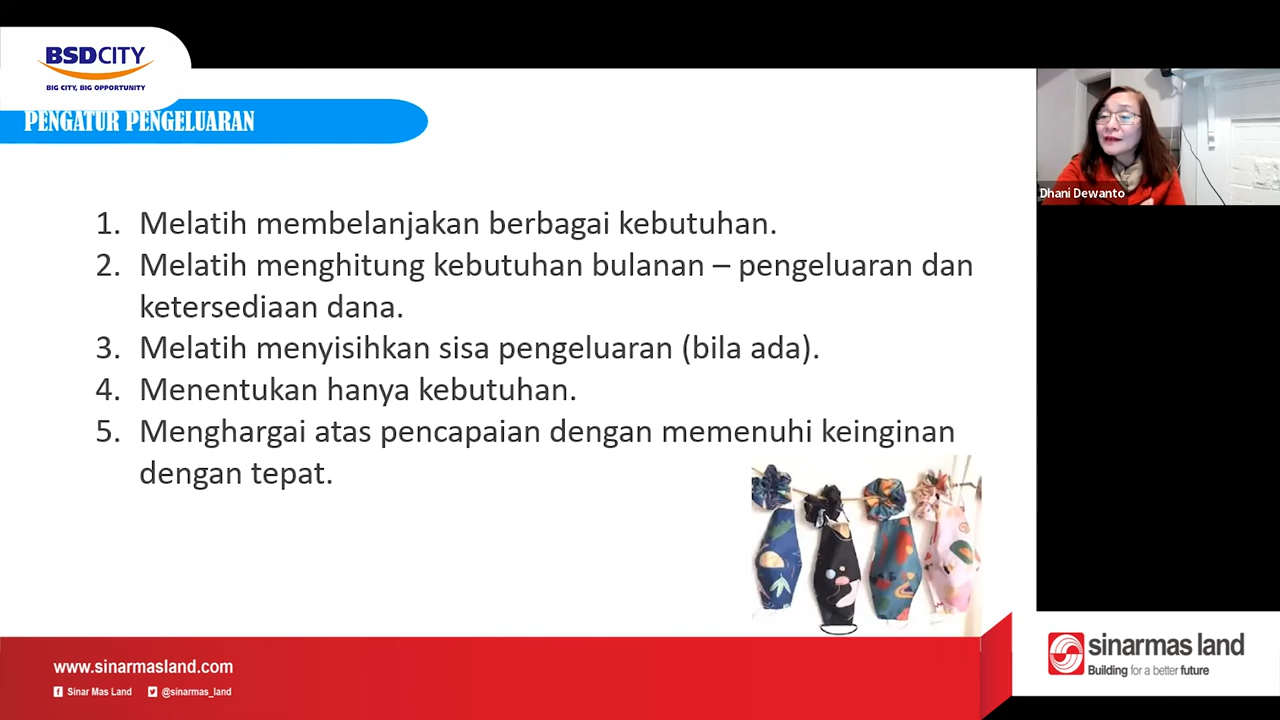 BSDCITY
BIG CITY, BIG OPPORTUNITY
PENGATUR PENGELUARAN
Dhani Dewanto
1. Melatih membelanjakan berbagai kebutuhan.
2. Melatih menghitung kebutuhan bulanan – pengeluaran dan
ketersediaan dana.
3. Melatih menyisihkan sisa pengeluaran (bila ada).
4. Menentukan hanya kebutuhan.
5. Menghargai atas pencapaian dengan memenuhi keinginan
dengan tepat.
www.sinarmasland.com
Sinar Mas Land @sinarmas_land
sinarmas land
Building for a better future